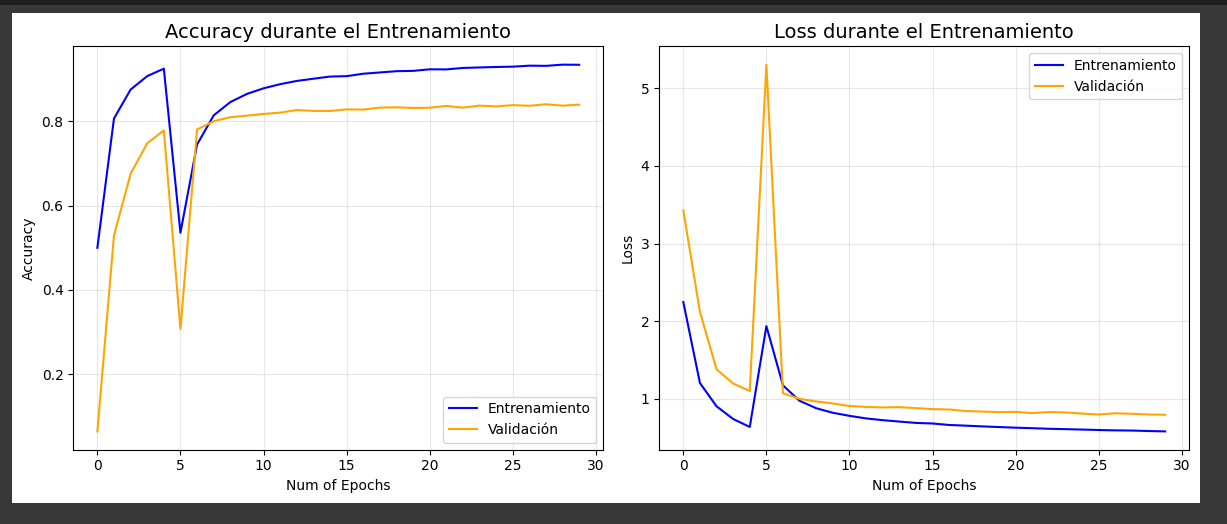 Accuracy durante el Entrenamiento
Accuracy
0.8
0.6
0.4
0.2
Entrenamiento
Validación
0 5 10 15 20 25 30
Num of Epochs
Loss durante el Entrenamiento
Loss
5
4
3
2
1
Entrenamiento
Validación
0 5 10 15 20 25 30
Num of Epochs